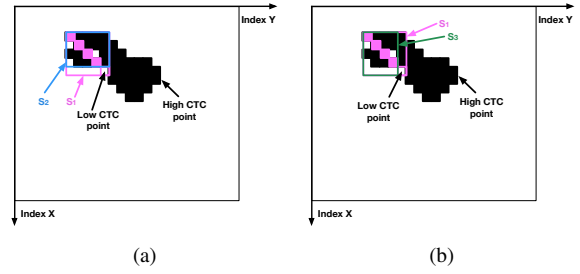 Index Y
S2
S1
Low CTC
point
High CTC
point
Index X
(a)
Index Y
S1
S3
Low CTC
point
High CTC
point
Index X
(b)